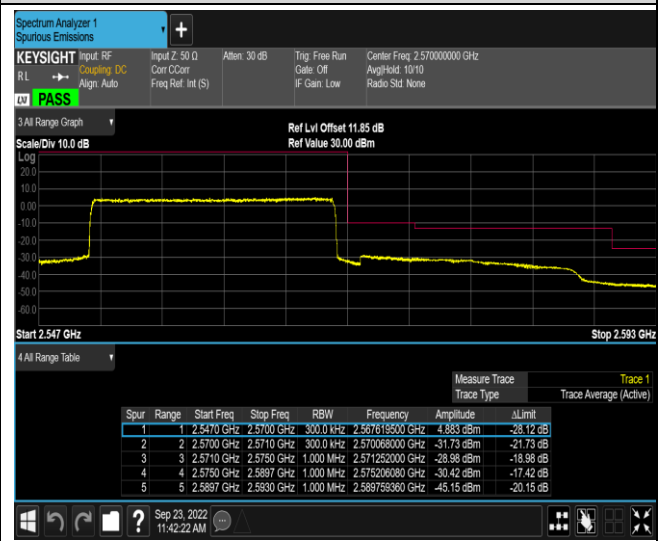 Spectrum Analyzer 1
Spurious Emissions
+
KEYSIGHT Input: RF Input Z: 50 Ω Atten: 30 dB Trig: Free Run Center Freq: 2.570000000 GHz
RL Coupling: DC Corr CCorr Gate: Off Avg|Hold: 10/10
Align: Auto Freq Ref: Int (S) IF Gain: Low Radio Std: None
LXI PASS
3 All Range Graph
Ref Lvl Offset 11.85 dB
Scale/Div 10.0 dB Ref Value 30.00 dBm
Log
20.0
10.0
0.00
-10.0
-20.0
-30.0
-40.0
-50.0
-60.0
Start 2.547 GHz Stop 2.593 GHz
4 All Range Table
Measure Trace Trace 1
Trace Type Trace Average (Active)
Spur Range Start Freq Stop Freq RBW Frequency Amplitude ΔLimit
1 1 2.5470 GHz 2.5700 GHz 300.0 kHz 2.567619500 GHz 4.883 dBm -28.12 dB
2 2 2.5700 GHz 2.5710 GHz 300.0 kHz 2.570068000 GHz -31.73 dBm -21.73 dB
3 3 2.5710 GHz 2.5750 GHz 1.000 MHz 2.571252000 GHz -28.98 dBm -18.98 dB
4 4 2.5750 GHz 2.5897 GHz 1.000 MHz 2.575206080 GHz -30.42 dBm -17.42 dB
5 5 2.5897 GHz 2.5930 GHz 1.000 MHz 2.589759360 GHz -45.15 dBm -20.15 dB
? Sep 23, 2022
11:42:22 AM